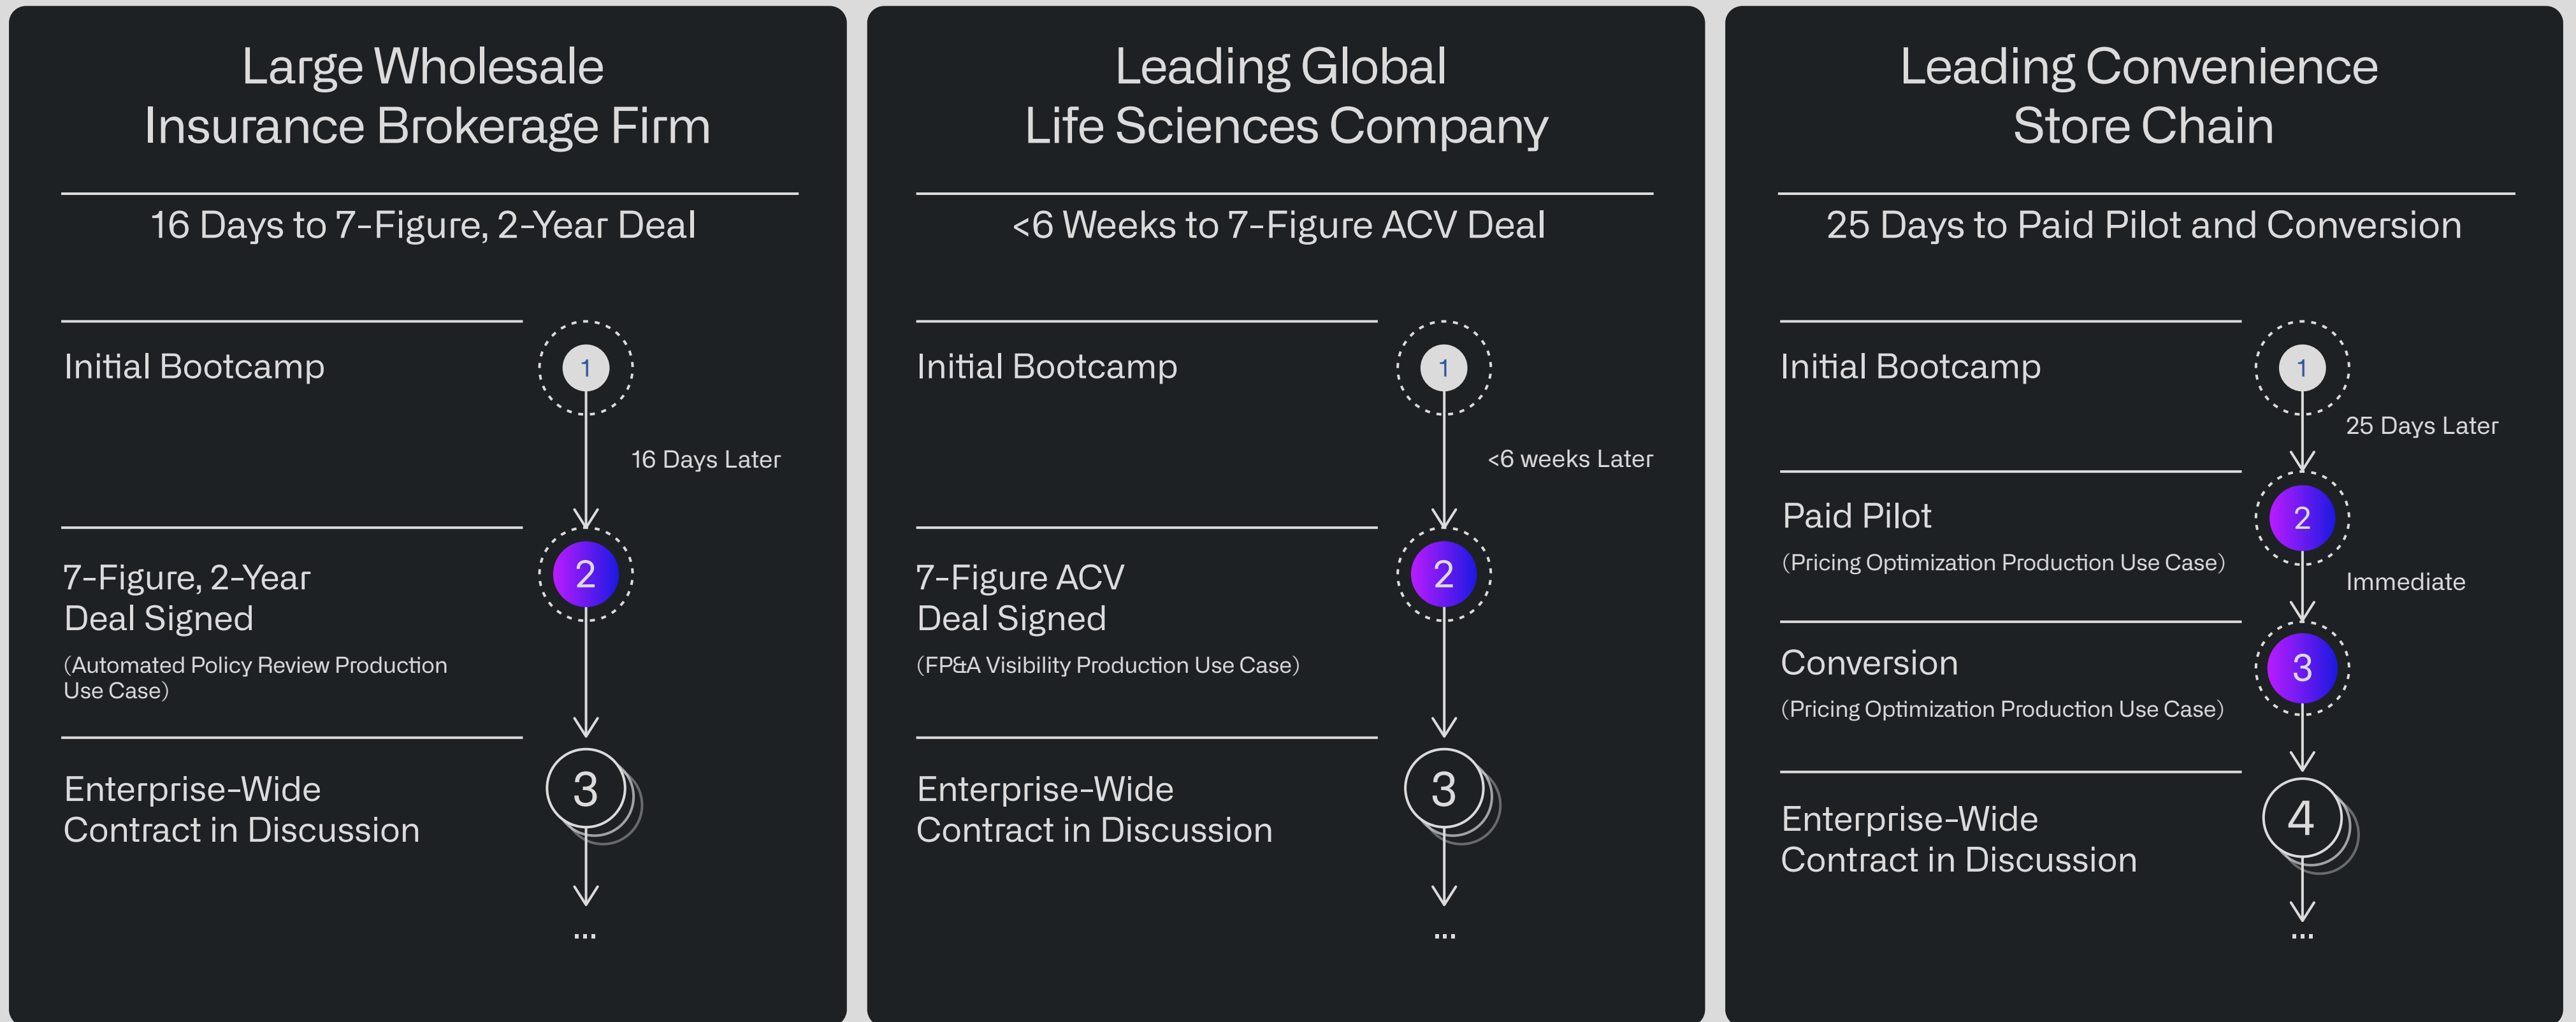 Large Wholesale
Insurance Brokerage Firm
16 Days to 7-Figure, 2-Year Deal
Initial Bootcamp
1
16 Days Later
7-Figure, 2-Year
Deal Signed
2
(Automated Policy Review Production
Use Case)
Enterprise-Wide
Contract in Discussion
3
...
Leading Global
Life Sciences Company
<6 Weeks to 7-Figure ACV Deal
Initial Bootcamp
1
<6 weeks Later
7-Figure ACV
Deal Signed
2
(FP&A Visibility Production Use Case)
Enterprise-Wide
Contract in Discussion
3
...
Leading Convenience
Store Chain
25 Days to Paid Pilot and Conversion
Initial Bootcamp
1
25 Days Later
Paid Pilot
2
(Pricing Optimization Production Use Case)
Immediate
Conversion
3
(Pricing Optimization Production Use Case)
Enterprise-Wide
Contract in Discussion
4
...